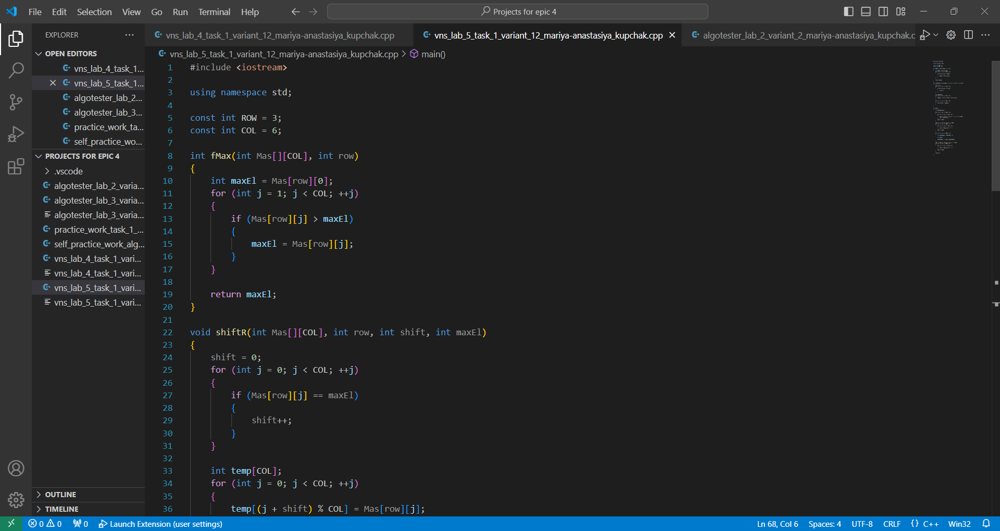 File Edit Selection View Go Run Terminal Help
Projects for epic 4
EXPLORER
OPEN EDITORS
vns_lab_4_task_1...
vns_lab_5_task_1...
algotester_lab_2...
algotester_lab_3...
practice_work_ta...
self_practice_wo...
PROJECTS FOR EPIC 4
.vscode
algotester_lab_2_varia...
algotester_lab_3_varia...
algotester_lab_3_varia...
practice_work_task_1_...
self_practice_work_alg...
vns_lab_4_task_1_vari...
vns_lab_4_task_1_vari...
vns_lab_5_task_1_vari...
vns_lab_5_task_1_vari...
OUTLINE
TIMELINE
vns_lab_4_task_1_variant_12_mariya-anastasiya_kupchak.cpp
vns_lab_5_task_1_variant_12_mariya-anastasiya_kupchak.cpp
algotester_lab_2_variant_2_mariya-anastasiya_kupchak.c
vns_lab_5_task_1_variant_12_mariya-anastasiya_kupchak.cpp > main()
1 #include <iostream>
2
3 using namespace std;
4
5 const int ROW = 3;
6 const int COL = 6;
7
8 int fMax(int Mas[][COL], int row)
9 {
10 int maxEl = Mas[row][0];
11 for (int j = 1; j < COL; ++j)
12 {
13 if (Mas[row][j] > maxEl)
14 {
15 maxEl = Mas[row][j];
16 }
17 }
18
19 return maxEl;
20 }
21
22 void shiftR(int Mas[][COL], int row, int shift, int maxEl)
23 {
24 shift = 0;
25 for (int j = 0; j < COL; ++j)
26 {
27 if (Mas[row][j] == maxEl)
28 {
29 shift++;
30 }
31 }
32
33 int temp[COL];
34 for (int j = 0; j < COL; ++j)
35 {
36 temp[(j + shift) % COL] = Mas[row][j];
0 0 0 Launch Extension (user settings)
Ln 68, Col 6 Spaces: 4 UTF-8 CRLF {} C++ Win32